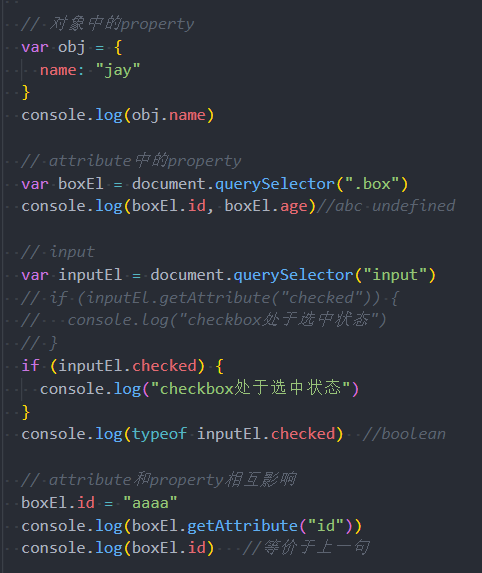 // 对象中的property
var obj = {
name: "jay"
}
console.log(obj.name)
// attribute中的property
var boxEl = document.querySelector(".box")
console.log(boxEl.id, boxEl.age)//abc undefined
// input
var inputEl = document.querySelector("input")
// if (inputEl.getAttribute("checked")) {
//   console.log("checkbox处于选中状态")
// }
if (inputEl.checked) {
console.log("checkbox处于选中状态")
}
console.log(typeof inputEl.checked)  //boolean
// attribute和property相互影响
boxEl.id = "aaaa"
console.log(boxEl.getAttribute("id"))
console.log(boxEl.id)   //等价于上一句